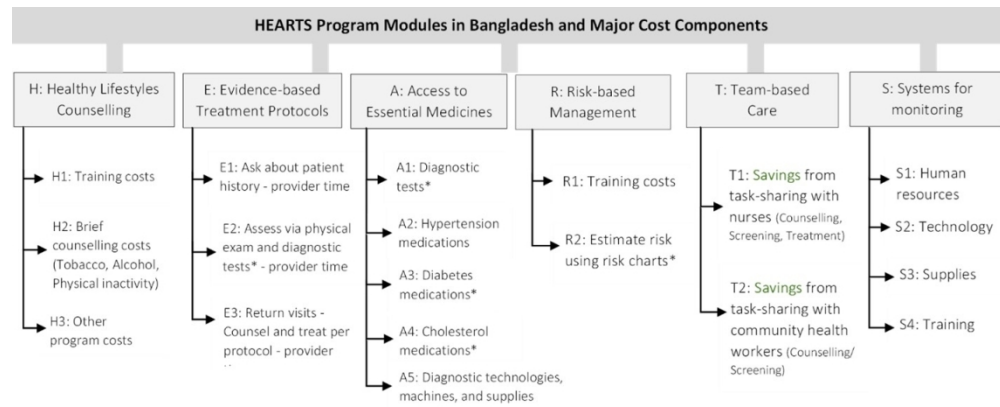 HEARTS Program Modules in Bangladesh and Major Cost Components
H: Healthy Lifestyles
Counselling
H1: Training costs
H2: Brief
counselling costs
(Tobacco, Alcohol,
Physical inactivity)
H3: Other
program costs
E: Evidence-based
Treatment Protocols
E1: Ask about patient
history - provider time
E2: Assess via physical
exam and diagnostic
tests* - provider time
E3: Return visits -
Counsel and treat per
protocol - provider
A: Access to
Essential Medicines
A1: Diagnostic
tests*
A2: Hypertension
medications
A3: Diabetes
medications*
A4: Cholesterol
medications*
A5: Diagnostic technologies,
machines, and supplies
R: Risk-based
Management
R1: Training costs
R2: Estimate risk
using risk charts*
T: Team-based
Care
T1: Savings from
task-sharing with
nurses (Counselling,
Screening, Treatment)
T2: Savings from
task-sharing with
community health
workers (Counselling/
Screening)
S: Systems for
monitoring
S1: Human
resources
S2: Technology
S3: Supplies
S4: Training